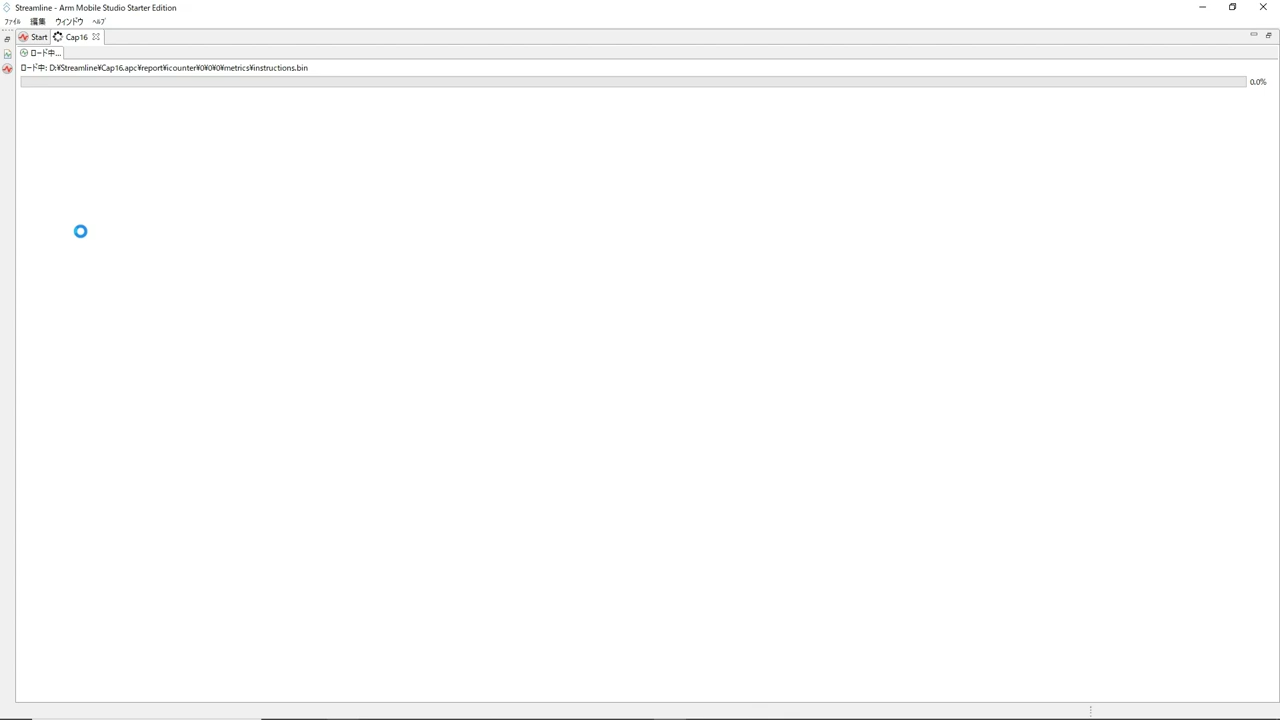 Streamline - Arm Mobile Studio Starter Edition
ファイル 編集 ウィンドウ ヘルプ
Start Cap16
ロード中...
ロード中: D:¥Streamline¥Cap16.apc¥report¥icounter¥0¥0¥0¥metrics¥instructions.bin
0.0%